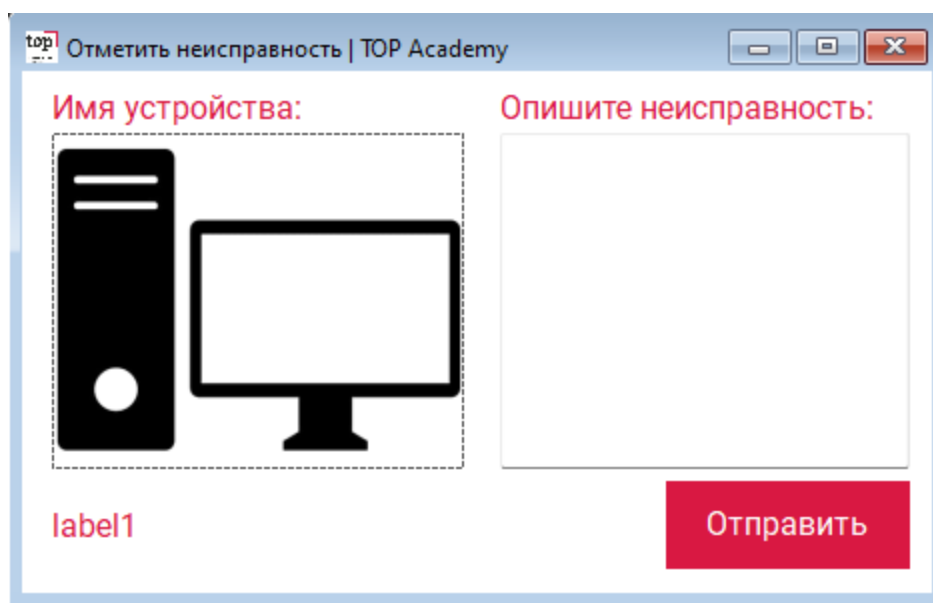 top
Отметить неисправность | TOP Academy
Имя устройства:
Опишите неисправность:
label1
Отправить